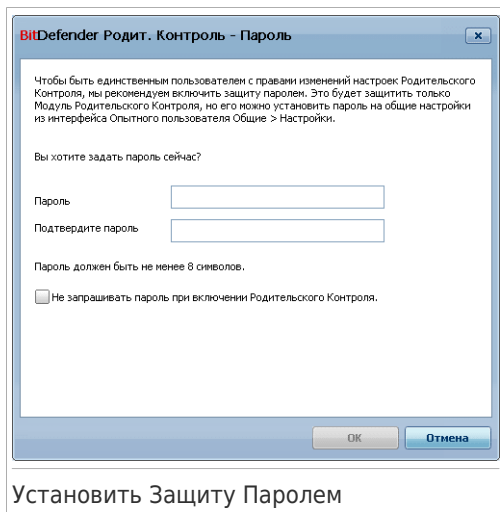 BitDefender Родит. Контроль - Пароль
Чтобы быть единственным пользователем с правами изменений настроек Родительского
Контроля, мы рекомендуем включить защиту паролем. Это будет защитить только
Модуль Родительского Контроля, но его можно установить пароль на общие настройки
из интерфейса Опытного пользователя Общие > Настройки.
Вы хотите задать пароль сейчас?
Пароль
Подтвердите пароль
Пароль должен быть не менее 8 символов.
Не запрашивать пароль при включении Родительского Контроля.
OK
Отмена
Установить Защиту Паролем